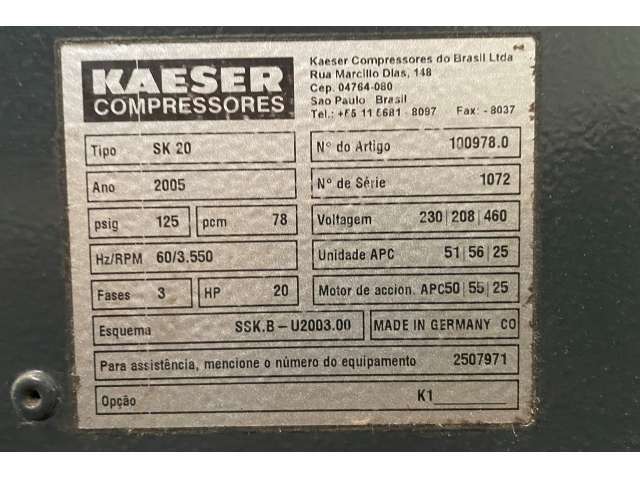 KAESER
COMPRESSORES
Kaeser Compressores do Brasil Ltda
Rua Marcillo Dias, 148
Cep. 04764-080
Sao Paulo Brasil
Tel.: +55 11 5681 - 8097 Fax: - 8037
Tipo SK 20
Nº do Artigo 100978.0
Ano 2005
Nº de Série 1072
psig 125 pcm 78
Voltagem 230 | 208 | 460
Hz/RPM 60/3.550
Unidade APC 51 | 56 | 25
Fases 3 HP 20
Motor de accion. APC 50 | 55 | 25
Esquema SSK.B-U2003.00
MADE IN GERMANY CO
Para assistência, mencione o número do equipamento 2507971
Opção K1